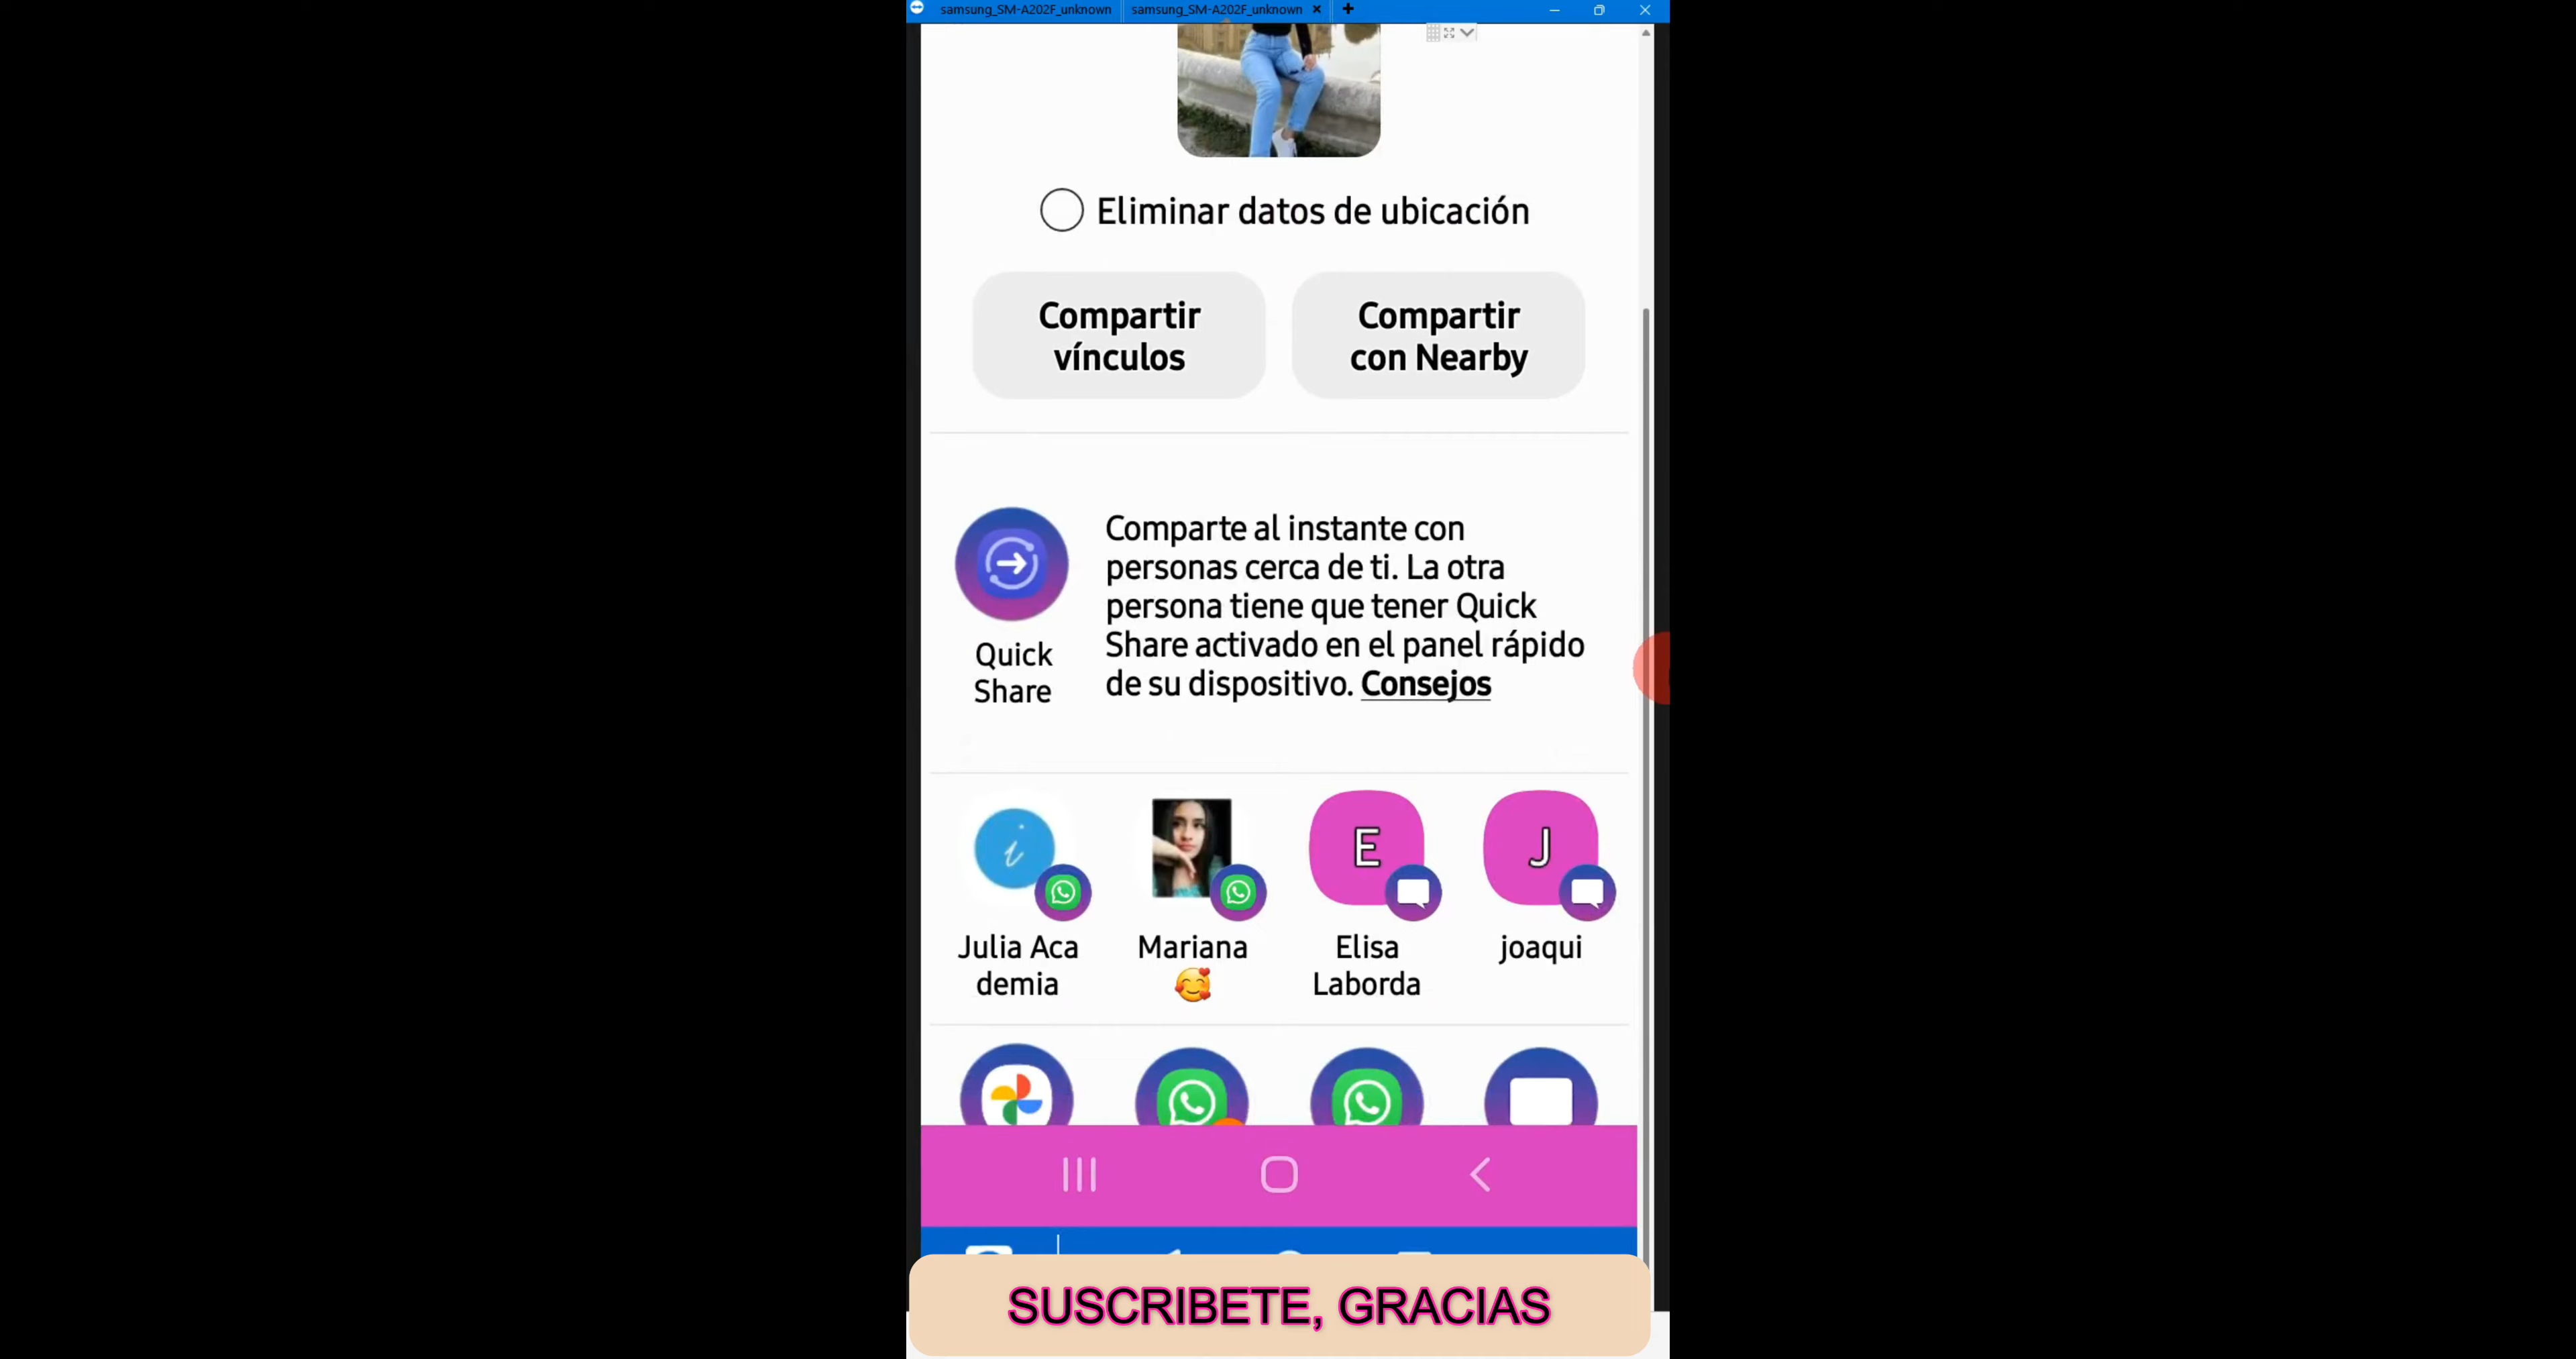 samsung_SM-A202F_unknown samsung_SM-A202F_unknown
Eliminar datos de ubicación
Compartir
vínculos
Compartir
con Nearby
Quick
Share
Comparte al instante con
personas cerca de ti. La otra
persona tiene que tener Quick
Share activado en el panel rápido
de su dispositivo. Consejos
i
Julia Aca
demia
Mariana
🥰
E
Elisa
Laborda
J
joaqui
SUSCRIBETE, GRACIAS